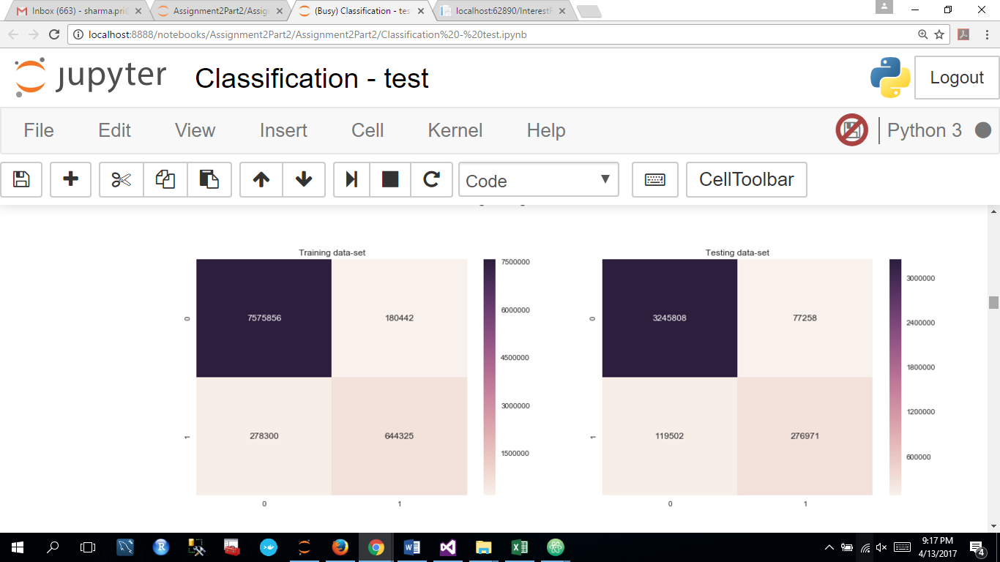 Inbox (663) - sharma.pri
Assignment2Part2/Assig
(Busy) Classification - tes
localhost:62890/InterestR
localhost:8888/notebooks/Assignment2Part2/Assignment2Part2/Classification%20-%20test.ipynb
jupyter Classification - test Logout
File Edit View Insert Cell Kernel Help Python 3
Code CellToolbar
Training data-set
7575856 180442
278300 644325
0
1
0 1
7500000
6000000
4500000
3000000
1500000
Testing data-set
3245808 77258
119502 276971
0
1
0 1
3000000
2400000
1800000
1200000
600000
9:17 PM
4/13/2017
4